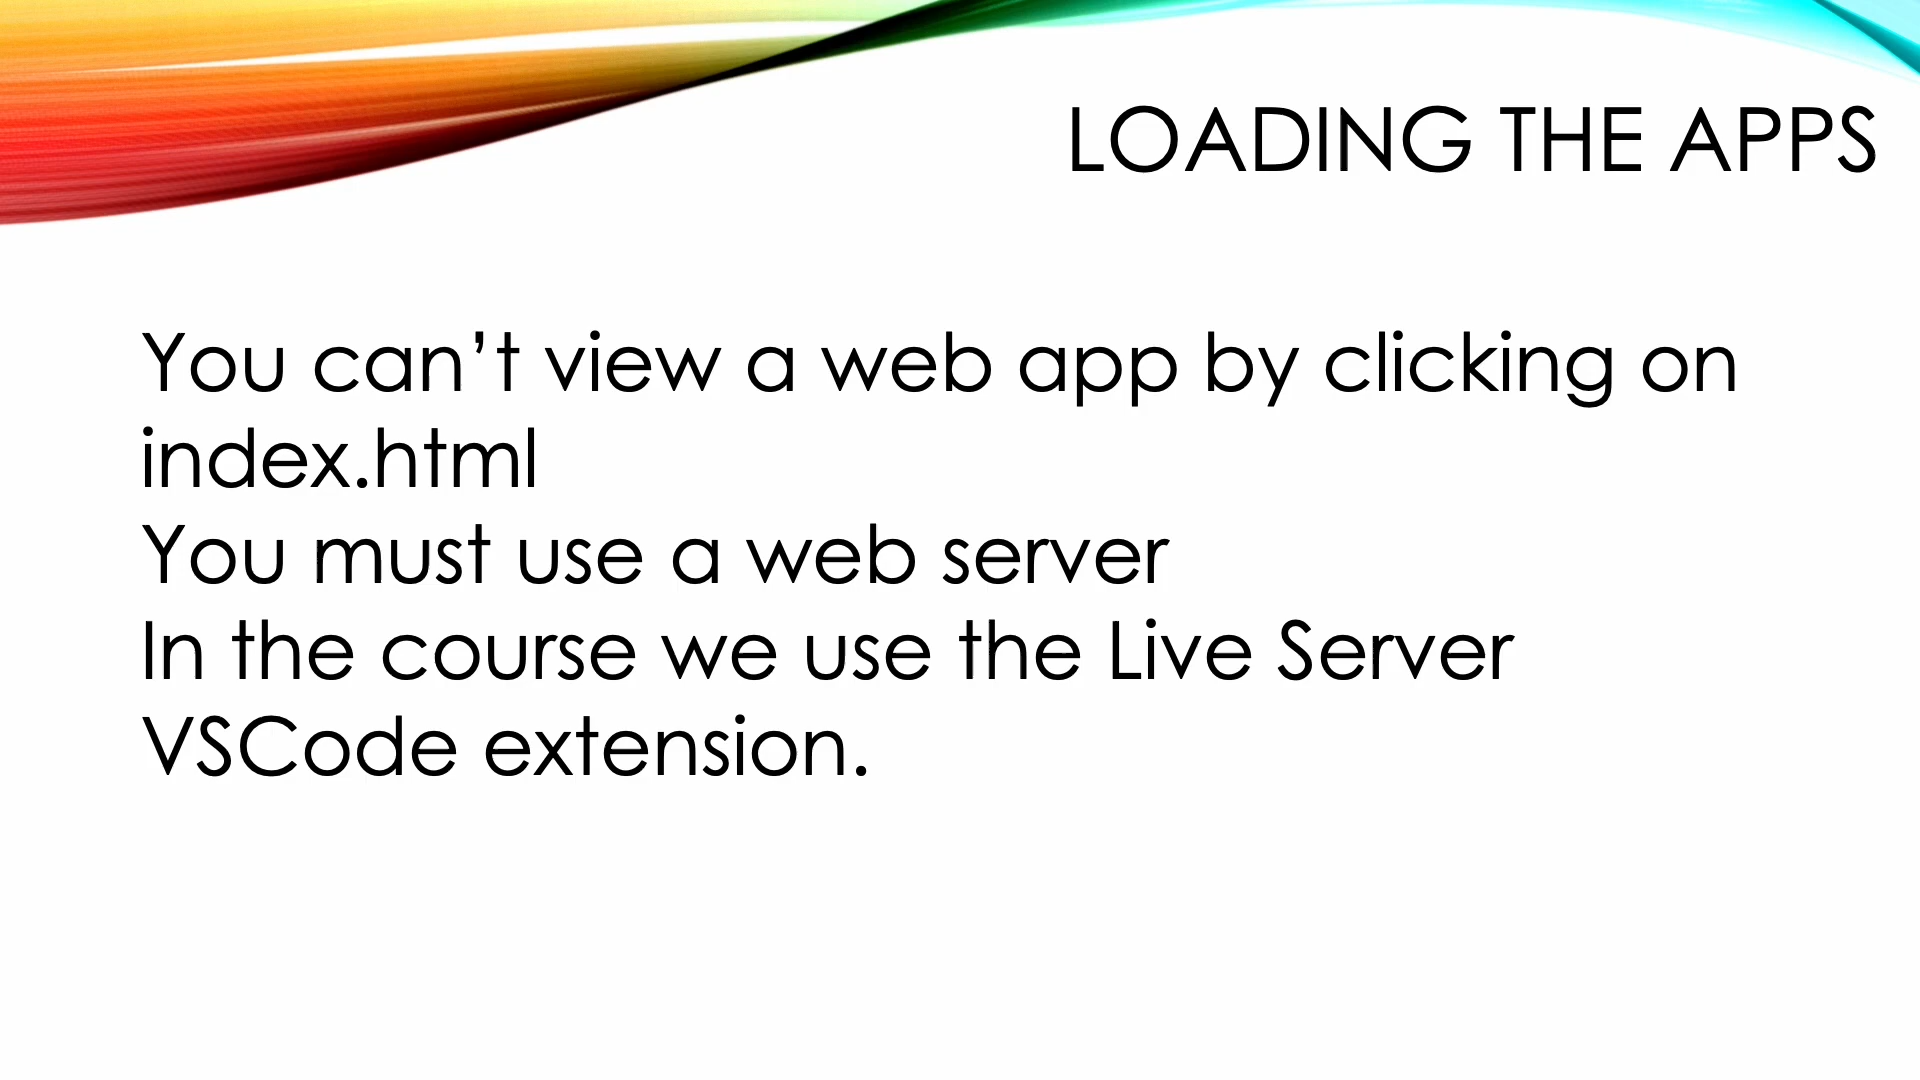 LOADING THE APPS
You can’t view a web app by clicking on
index.html
You must use a web server
In the course we use the Live Server
VSCode extension.